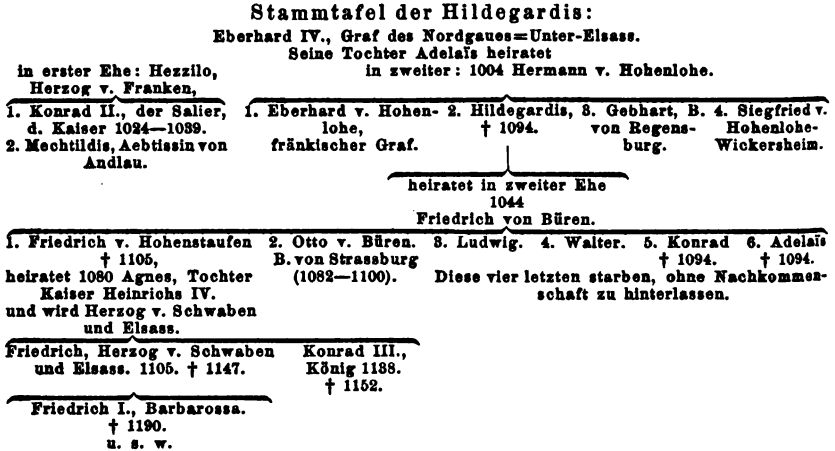 Stammtafel der Hildegardis:
Eberhard IV., Graf des Nordgaues=Unter-Elsass.
Seine Tochter Adelaïs heiratet
in erster Ehe: Hezzilo,
Herzog v. Franken,
in zweiter: 1004 Hermann v. Hohenlohe.
1. Konrad II., der Salier,
d. Kaiser 1024—1039.
2. Mechtildis, Aebtissin von
Andlau.
1. Eberhard v. Hohen-
lohe,
fränkischer Graf.
2. Hildegardis,
† 1094.
3. Gebhart, B.
von Regens-
burg.
4. Siegfried v.
Hohenlohe-
Wickersheim.
heiratet in zweiter Ehe
1044
Friedrich von Büren.
1. Friedrich v. Hohenstaufen
† 1105,
heiratet 1080 Agnes, Tochter
Kaiser Heinrichs IV.
und wird Herzog v. Schwaben
und Elsass.
2. Otto v. Büren.
B. von Strassburg
(1082—1100).
3. Ludwig.
4. Walter.
5. Konrad
† 1094.
6. Adelaïs
† 1094.
Diese vier letzten starben, ohne Nachkommen-
schaft zu hinterlassen.
Friedrich, Herzog v. Schwaben
und Elsass. 1105. † 1147.
Konrad III.,
König 1138.
† 1152.
Friedrich I., Barbarossa.
† 1190.
u. s. w.